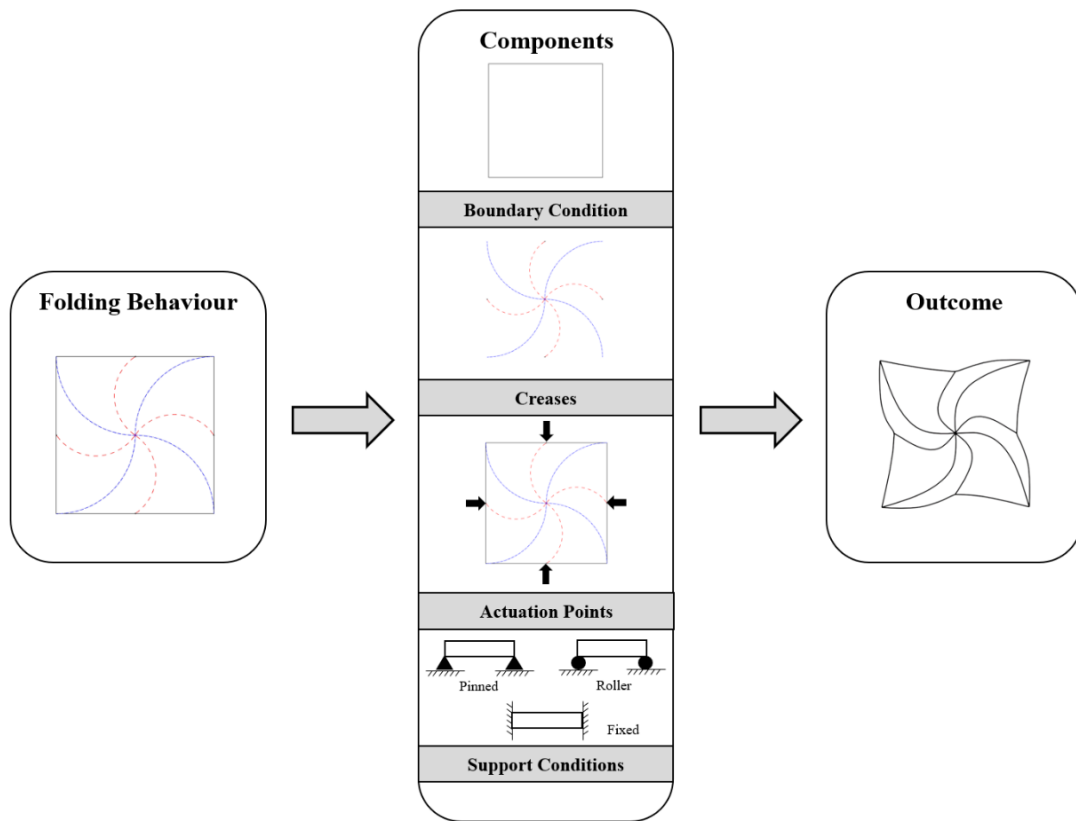 Folding Behaviour
Components
Boundary Condition
Creases
Actuation Points
Pinned
Roller
Fixed
Support Conditions
Outcome